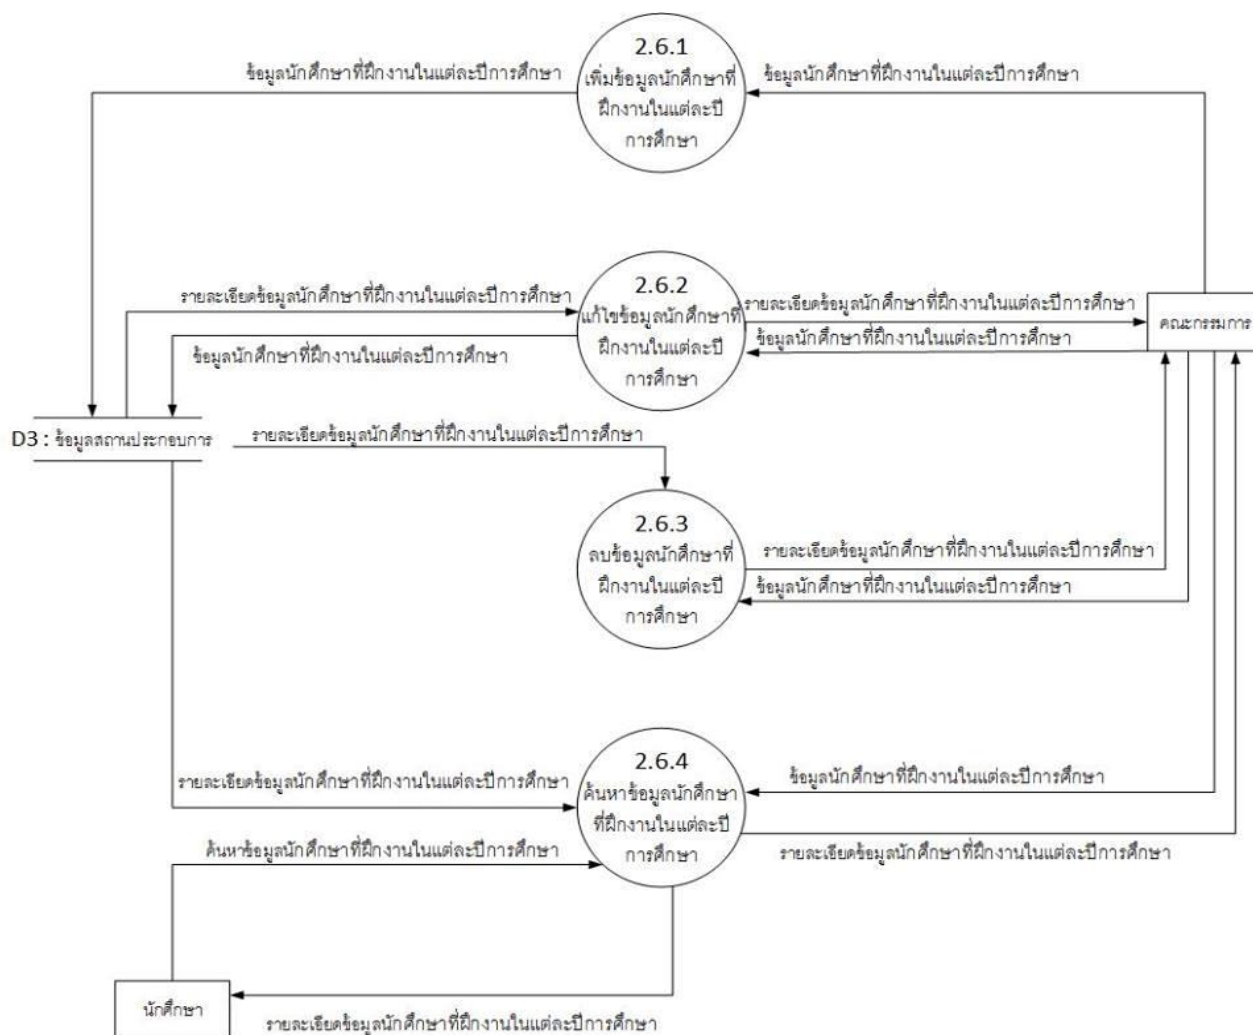 2.6.1
เพิ่มข้อมูลนักศึกษาที่
ฝึกงานในแต่ละปี
การศึกษา
ข้อมูลนักศึกษาที่ฝึกงานในแต่ละปีการศึกษา
ข้อมูลนักศึกษาที่ฝึกงานในแต่ละปีการศึกษา
2.6.2
แก้ไขข้อมูลนักศึกษาที่
ฝึกงานในแต่ละปี
การศึกษา
รายละเอียดข้อมูลนักศึกษาที่ฝึกงานในแต่ละปีการศึกษา
รายละเอียดข้อมูลนักศึกษาที่ฝึกงานในแต่ละปีการศึกษา
คณะกรรมการ
ข้อมูลนักศึกษาที่ฝึกงานในแต่ละปีการศึกษา
ข้อมูลนักศึกษาที่ฝึกงานในแต่ละปีการศึกษา
D3 : ข้อมูลสถานประกอบการ
รายละเอียดข้อมูลนักศึกษาที่ฝึกงานในแต่ละปีการศึกษา
2.6.3
ลบข้อมูลนักศึกษาที่
ฝึกงานในแต่ละปี
การศึกษา
รายละเอียดข้อมูลนักศึกษาที่ฝึกงานในแต่ละปีการศึกษา
ข้อมูลนักศึกษาที่ฝึกงานในแต่ละปีการศึกษา
2.6.4
ค้นหาข้อมูลนักศึกษา
ที่ฝึกงานในแต่ละปี
การศึกษา
รายละเอียดข้อมูลนักศึกษาที่ฝึกงานในแต่ละปีการศึกษา
ข้อมูลนักศึกษาที่ฝึกงานในแต่ละปีการศึกษา
ค้นหาข้อมูลนักศึกษาที่ฝึกงานในแต่ละปีการศึกษา
รายละเอียดข้อมูลนักศึกษาที่ฝึกงานในแต่ละปีการศึกษา
นักศึกษา
รายละเอียดข้อมูลนักศึกษาที่ฝึกงานในแต่ละปีการศึกษา